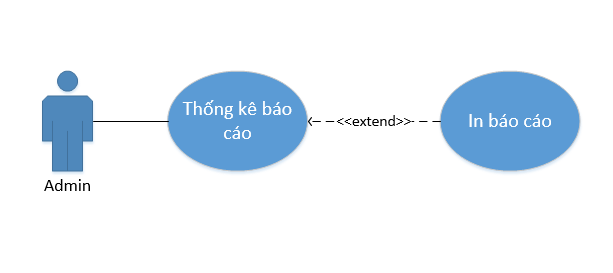 Thống kê báo
cáo
<<extend>>
In báo cáo
Admin